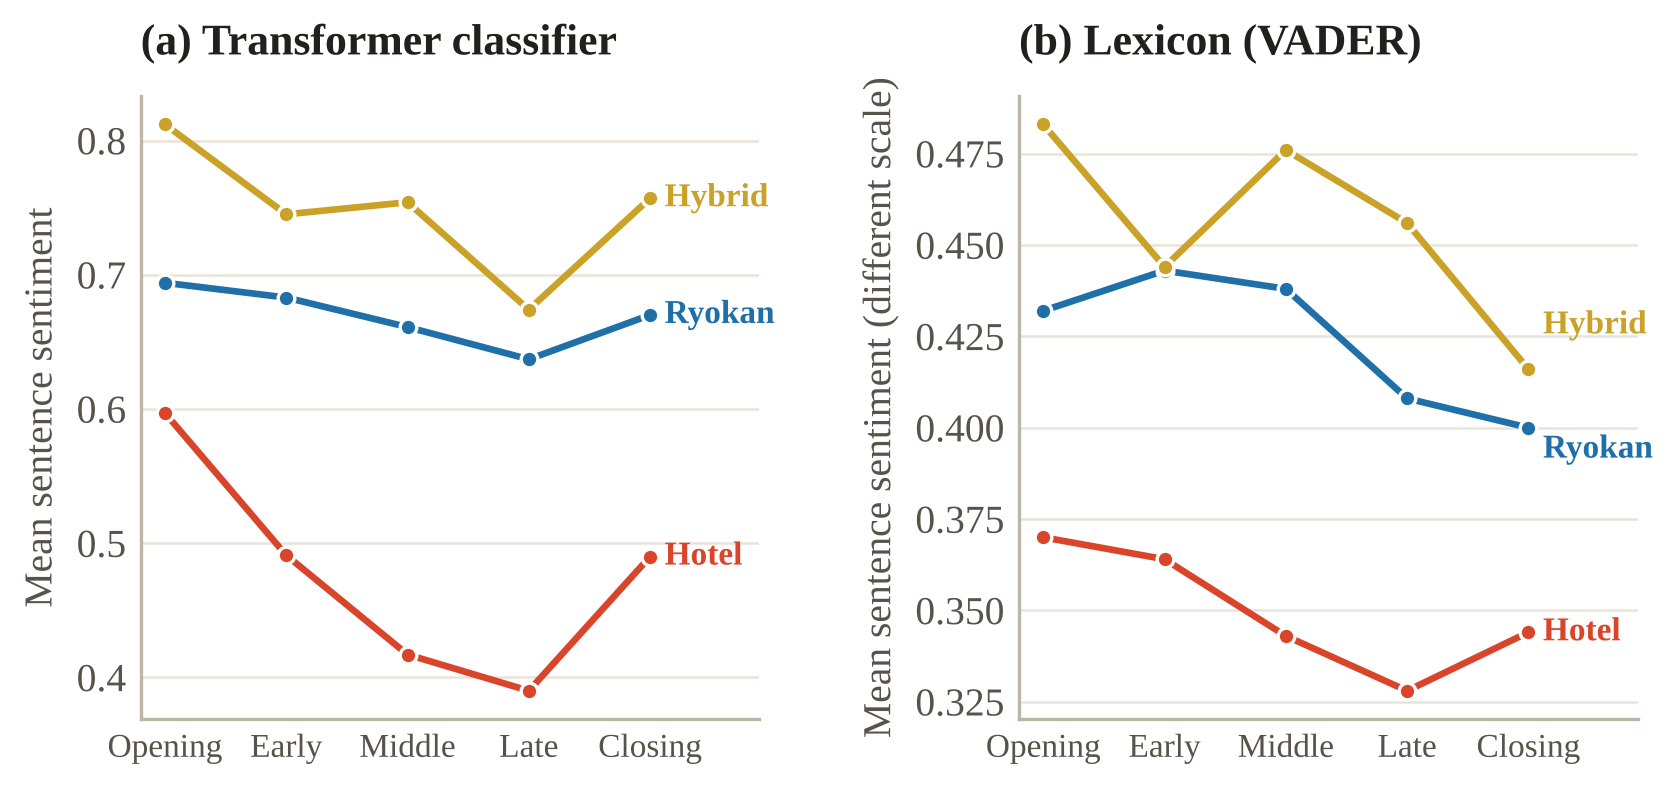 (a) Transformer classifier
Mean sentence sentiment
0.8
0.7
0.6
0.5
0.4
Hybrid
Ryokan
Hotel
Opening Early Middle Late Closing
(b) Lexicon (VADER)
Mean sentence sentiment (different scale)
0.475
0.450
0.425
0.400
0.375
0.350
0.325
Hybrid
Ryokan
Hotel
Opening Early Middle Late Closing